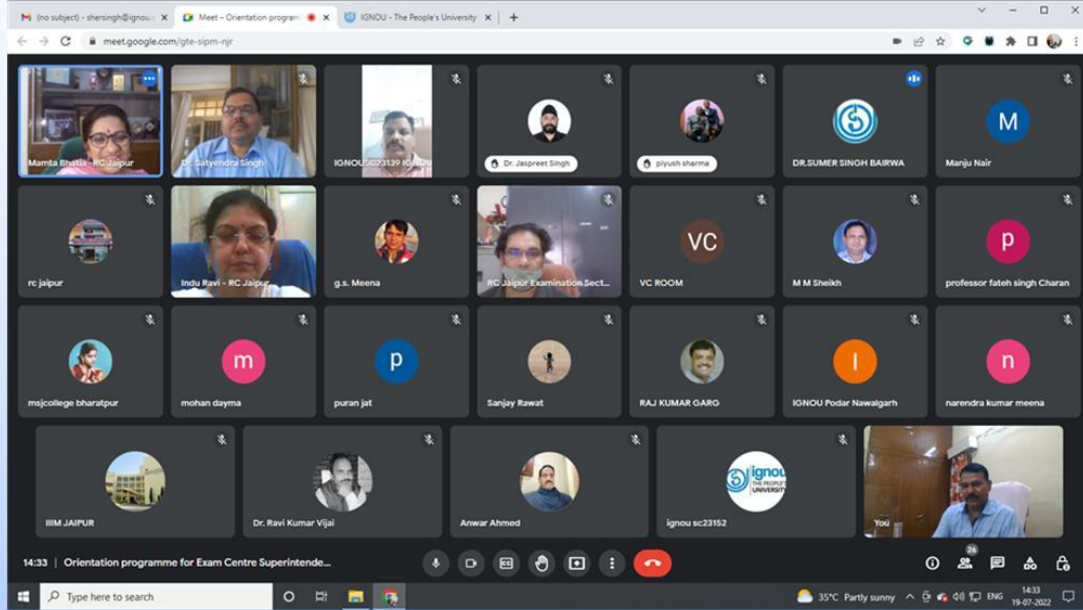 (no subject) - shersingh@ignou.a
Meet – Orientation program
IGNOU - The People's University
meet.google.com/gte-sipm-njr
Mamta Bhatia -RC Jaipur
Dr. Satyendra Singh
IGNOUSC23139
Dr. Jaspreet Singh
piyush sharma
DR.SUMER SINGH BAIRWA
M
Manju Nair
rc jaipur
Indu Ravi - RC Jaipur
g.s. Meena
RC Jaipur Examination Sect...
VC
VC ROOM
M M Sheikh
p
professor fateh singh Charan
msjcollege bharatpur
m
mohan dayma
p
puran jat
Sanjay Rawat
RAJ KUMAR GARG
I
IGNOU Podar Nawalgarh
n
narendra kumar meena
IIIM JAIPUR
Dr. Ravi Kumar Vijai
Anwar Ahmed
ignou
THE PEOPLE'S
UNIVERSITY
ignou sc23152
You
14:33 | Orientation programme for Exam Centre Superintende...
26
Type here to search
35°C Partly sunny
ENG
14:33
19-07-2022